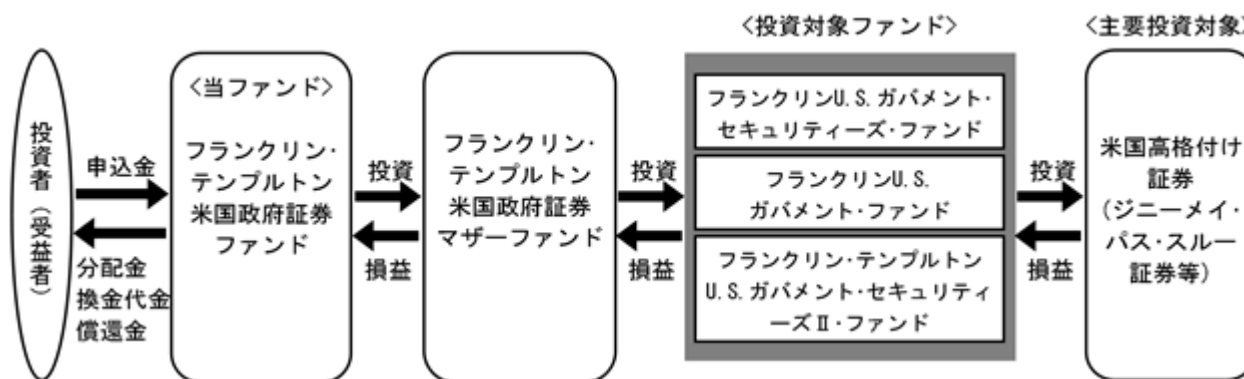 投資者（受益者）
申込金
分配金
換金代金
償還金
〈当ファンド〉
フランクリン・
テンプルトン
米国政府証券
ファンド
投資
損益
フランクリン・
テンプルトン
米国政府証券
マザーファンド
投資
損益
〈投資対象ファンド〉
フランクリンU.S.ガバメント・
セキュリティーズ・ファンド
フランクリンU.S.
ガバメント・ファンド
フランクリン・テンプルトン
U.S.ガバメント・セキュリティ
ーズⅡ・ファンド
投資
損益
〈主要投資対象〉
米国高格付け
証券
（ジニーメイ・
パス・スルー
証券等）